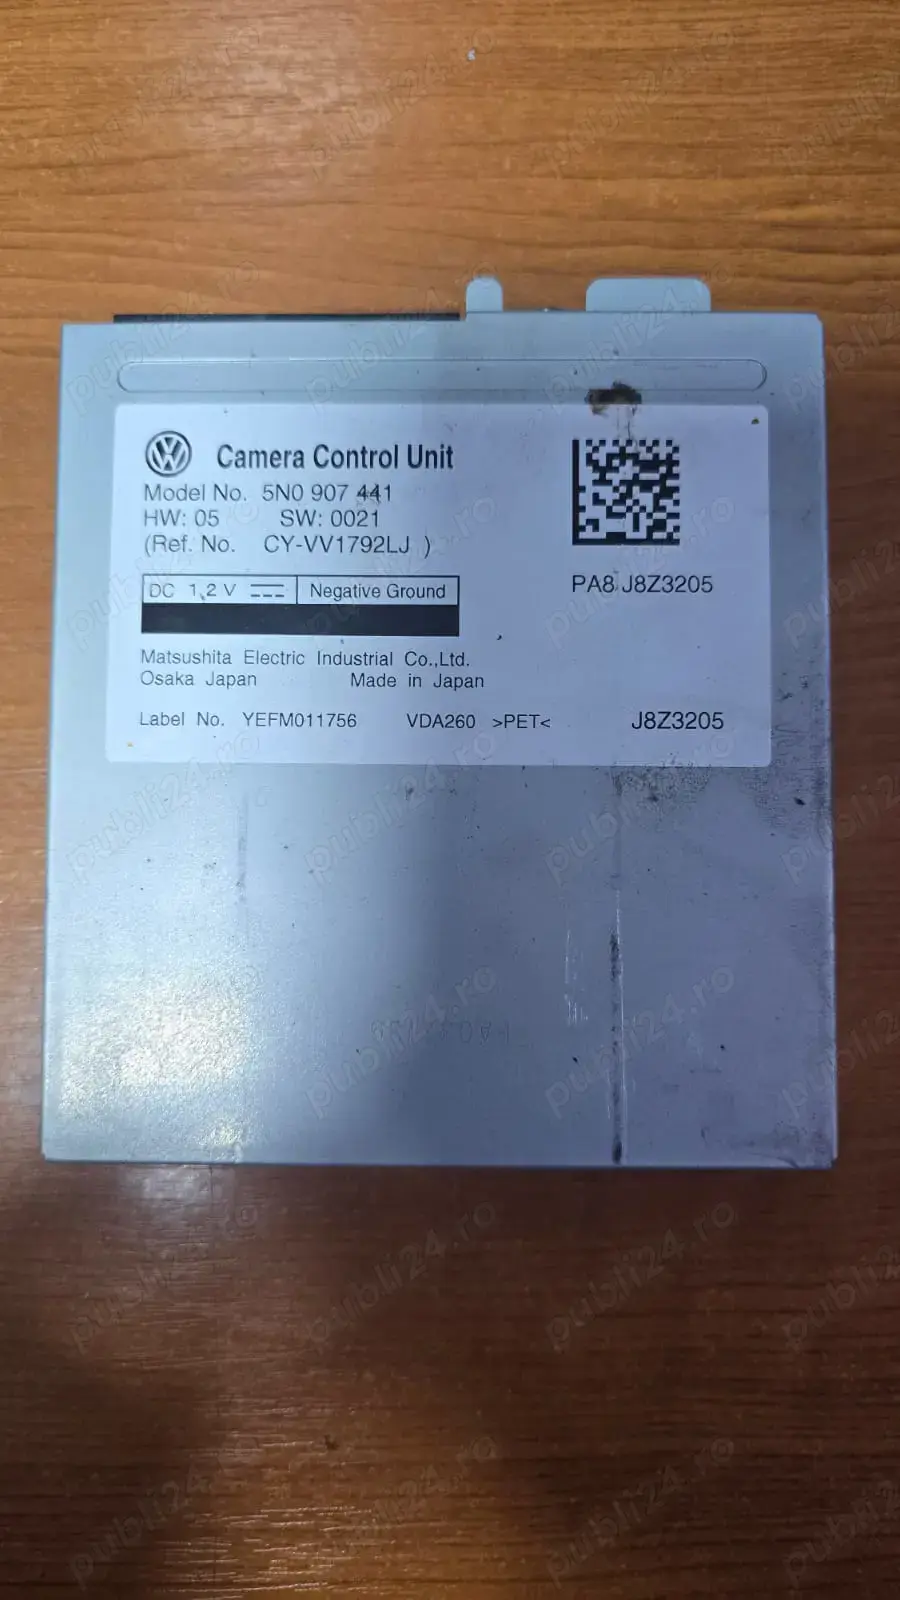 Camera Control Unit
Model No. 5N0 907 441
HW: 05 SW: 0021
(Ref. No. CY-VV1792LJ )
DC 12 V Negative Ground
PA8 J8Z3205
Matsushita Electric Industrial Co.,Ltd.
Osaka Japan Made in Japan
Label No. YEFM011756 VDA260 >PET< J8Z3205
publi24.ro